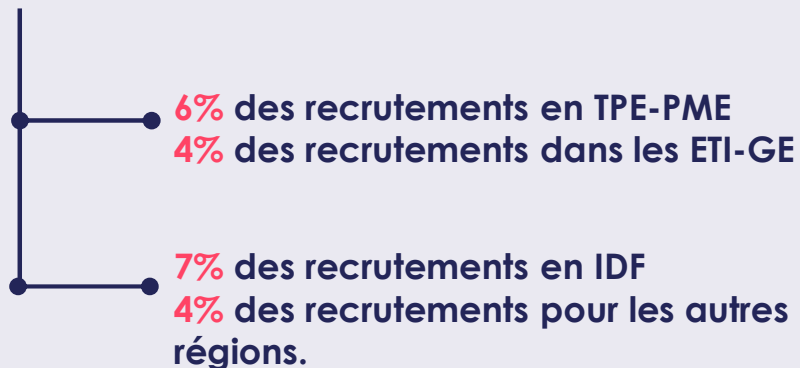 6% des recrutements en TPE-PME
4% des recrutements dans les ETI-GE
7% des recrutements en IDF
4% des recrutements pour les autres
régions.